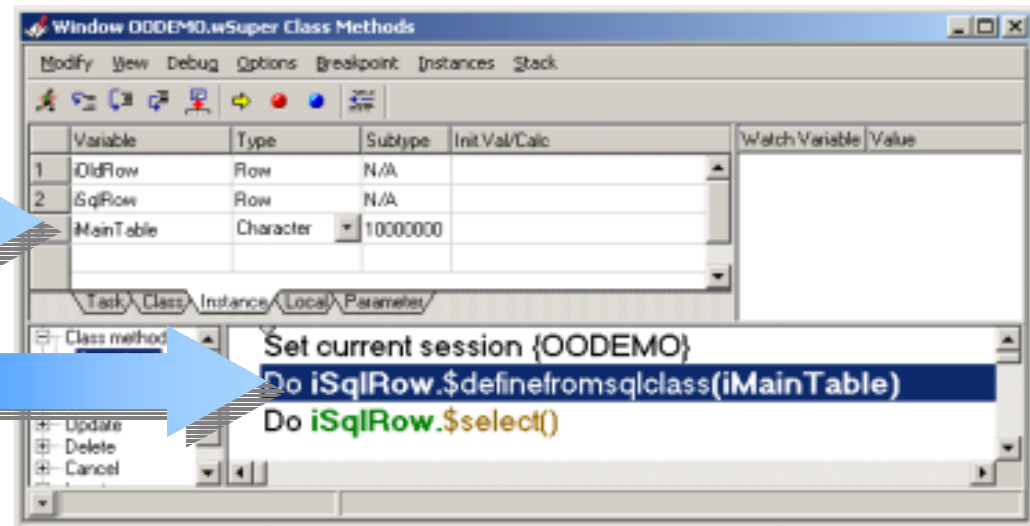 Window OODEMO.wSuper Class Methods
Modify View Debug Options Breakpoint Instances Stack
Variable Type Subtype Init Val/Calc Watch Variable Value
1 iOldRow Row N/A
2 iSqlRow Row N/A
iMainTable Character 10000000
Task Class Instance Local Parameter
Class method
Set current session {OODEMO}
Do iSqlRow.$definefromsqlclass(iMainTable)
Do iSqlRow.$select()
Update
Delete
Cancel